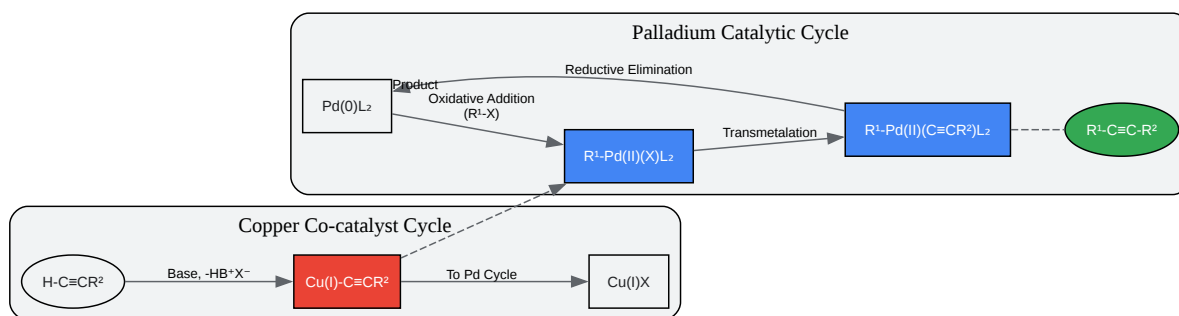 Palladium Catalytic Cycle
Reductive Elimination
Product
Pd(0)L₂
Oxidative Addition
(R¹-X)
R¹-Pd(II)(X)L₂
Transmetalation
R¹-Pd(II)(C≡CR²)L₂
R¹-C≡C-R²
Copper Co-catalyst Cycle
H-C≡CR²
Base, -HB⁺X⁻
Cu(I)-C≡CR²
To Pd Cycle
Cu(I)X